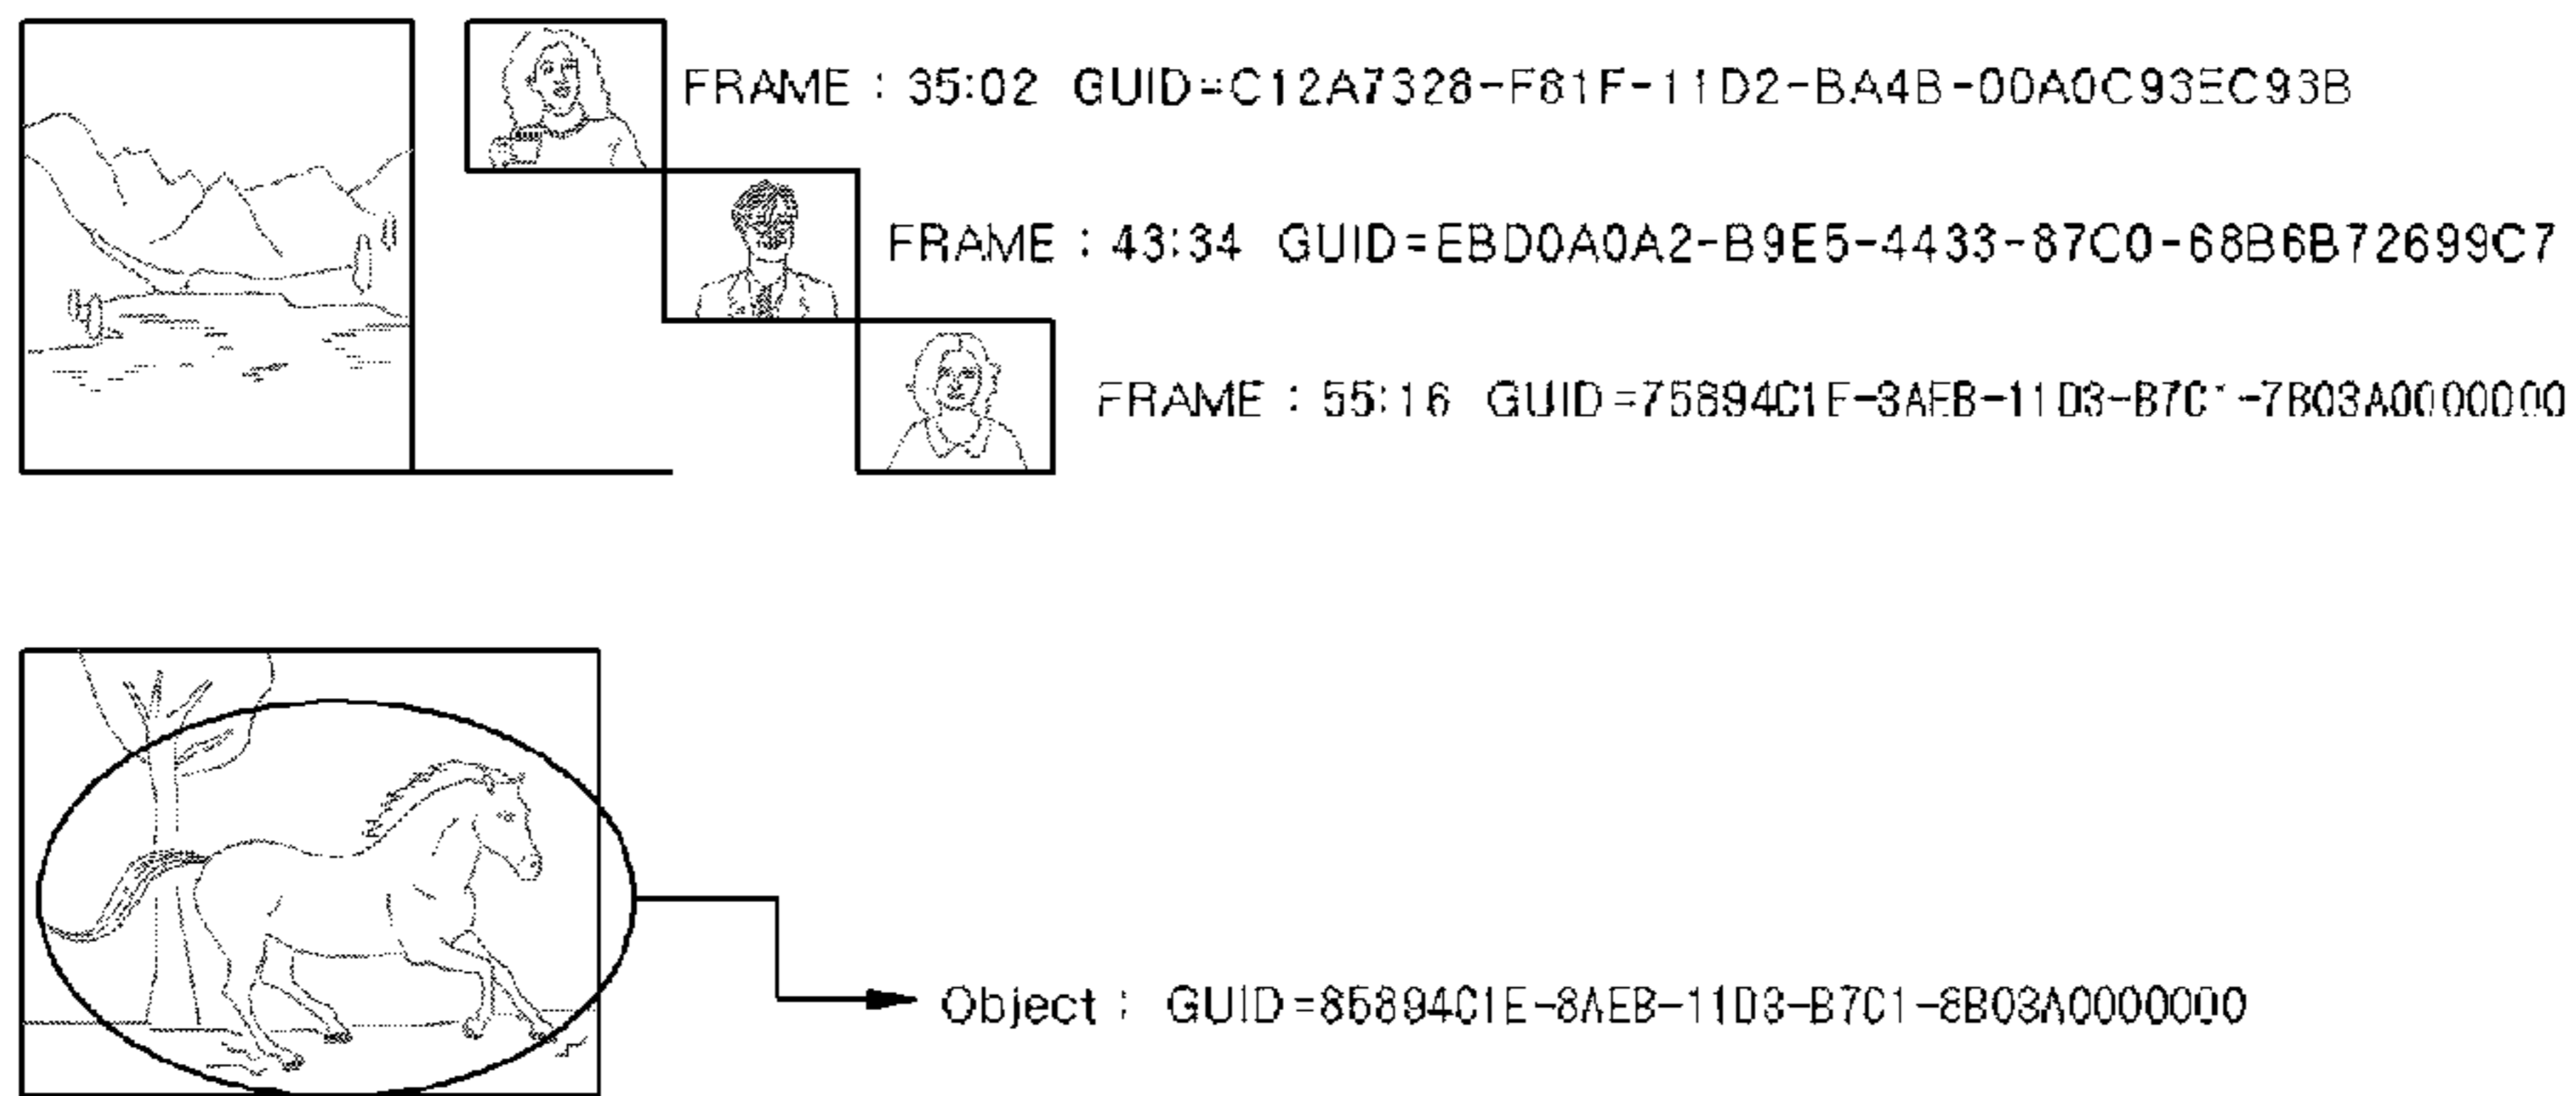 FRAME : 35:02 GUID=C12A7328-F81F-11D2-BA4B-00A0C93EC93B
FRAME : 43:34 GUID=EBD0A0A2-B9E5-4433-87C0-68B6B72699C7
FRAME : 55:16 GUID=75894C1E-3AEB-11D3-B7C1-7B03A0000000
Object : GUID=85894C1E-8AEB-11D3-B7C1-8B03A0000000